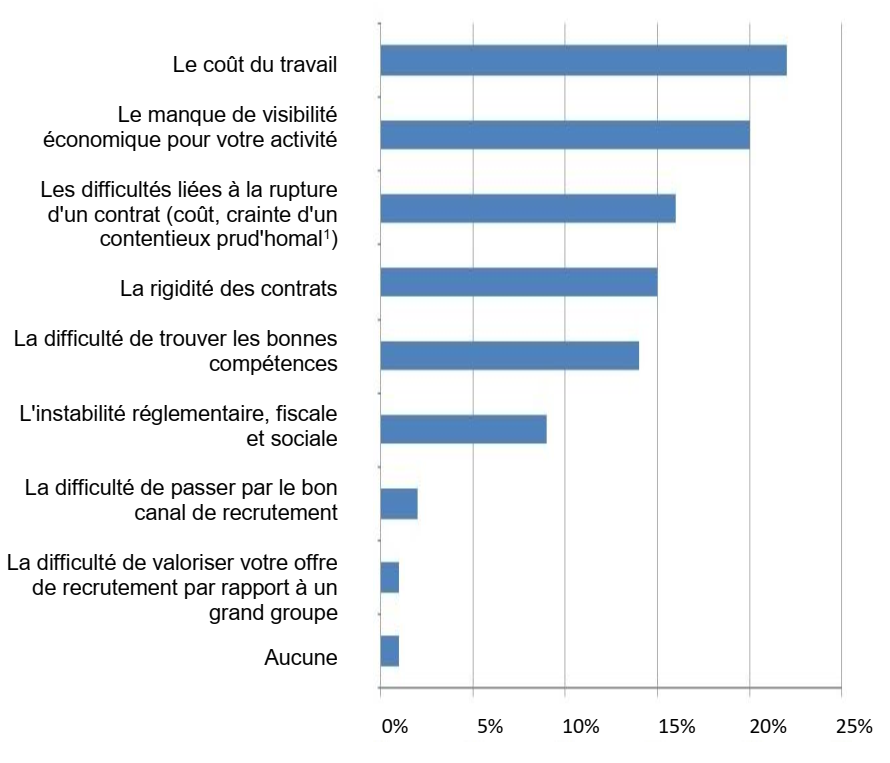 Le coût du travail
Le manque de visibilité
économique pour votre activité
Les difficultés liées à la rupture
d'un contrat (coût, crainte d'un
contentieux prud'homal¹)
La rigidité des contrats
La difficulté de trouver les bonnes
compétences
L'instabilité réglementaire, fiscale
et sociale
La difficulté de passer par le bon
canal de recrutement
La difficulté de valoriser votre offre
de recrutement par rapport à un
grand groupe
Aucune
0% 5% 10% 15% 20% 25%